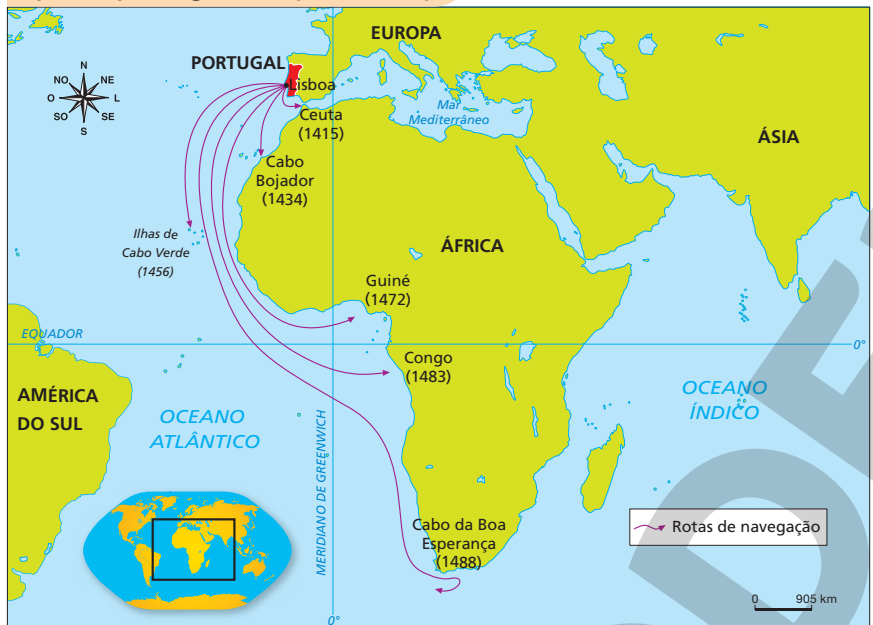 EUROPA
PORTUGAL
Lisboa
N
NO
NE
O
L
SO
SE
S
Ceuta
(1415)
Mar
Mediterrâneo
ÁSIA
Cabo
Bojador
(1434)
Ilhas de
Cabo Verde
(1456)
ÁFRICA
Guiné
(1472)
EQUADOR
0°
Congo
(1483)
AMÉRICA
DO SUL
OCEANO
ATLÂNTICO
OCEANO
ÍNDICO
MERIDIANO DE GREENWICH
Cabo da Boa
Esperança
(1488)
Rotas de navegação
0 905 km
0°